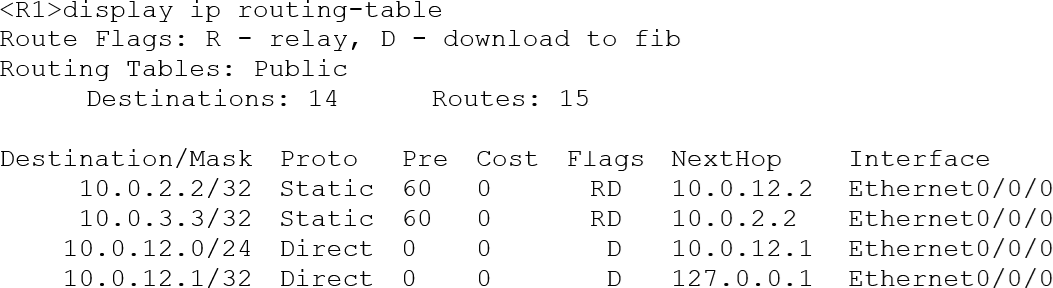 <R1>display ip routing-table
Route Flags: R - relay, D - download to fib
Routing Tables: Public
Destinations: 14 Routes: 15
Destination/Mask Proto Pre Cost Flags NextHop Interface
10.0.2.2/32 Static 60 0 RD 10.0.12.2 Ethernet0/0/0
10.0.3.3/32 Static 60 0 RD 10.0.2.2 Ethernet0/0/0
10.0.12.0/24 Direct 0 0 D 10.0.12.1 Ethernet0/0/0
10.0.12.1/32 Direct 0 0 D 127.0.0.1 Ethernet0/0/0